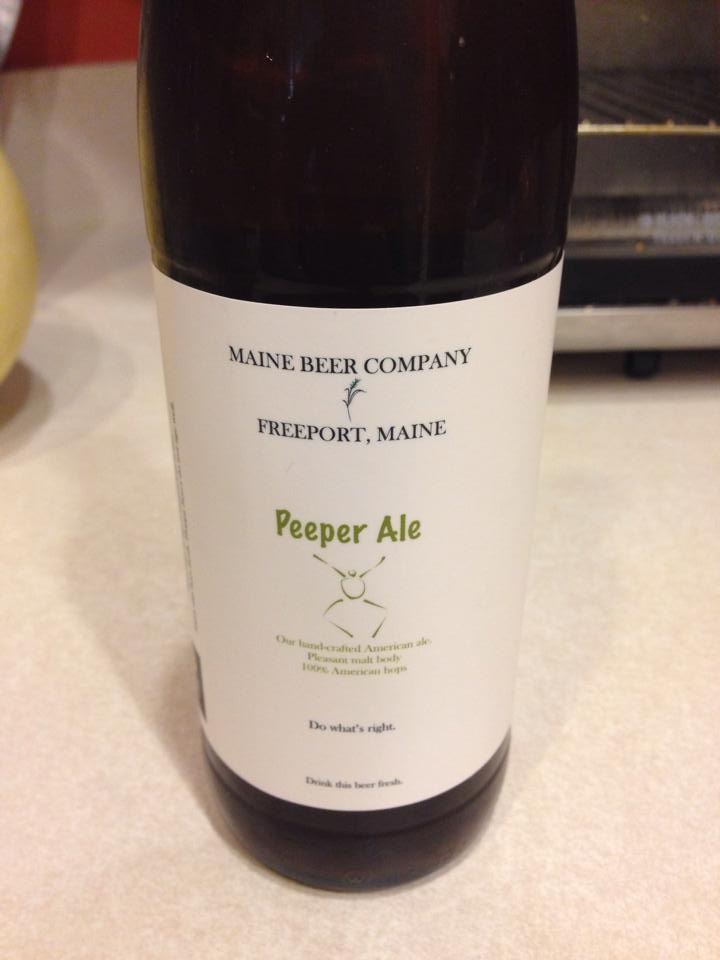 MAINE BEER COMPANY
FREEPORT, MAINE
Peeper Ale
Our hand-crafted American ale.
Pleasant malt body
100% American hops
Do what's right.
Drink this beer fresh.